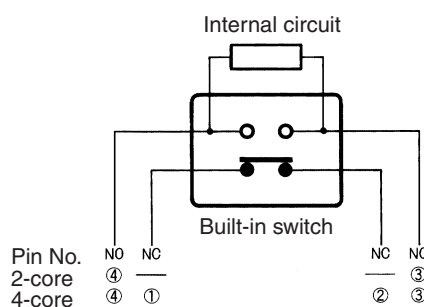 Internal circuit
Built-in switch
Pin No. NO NC NC NO
2-core ④ — — ③
4-core ④ ① ② ③